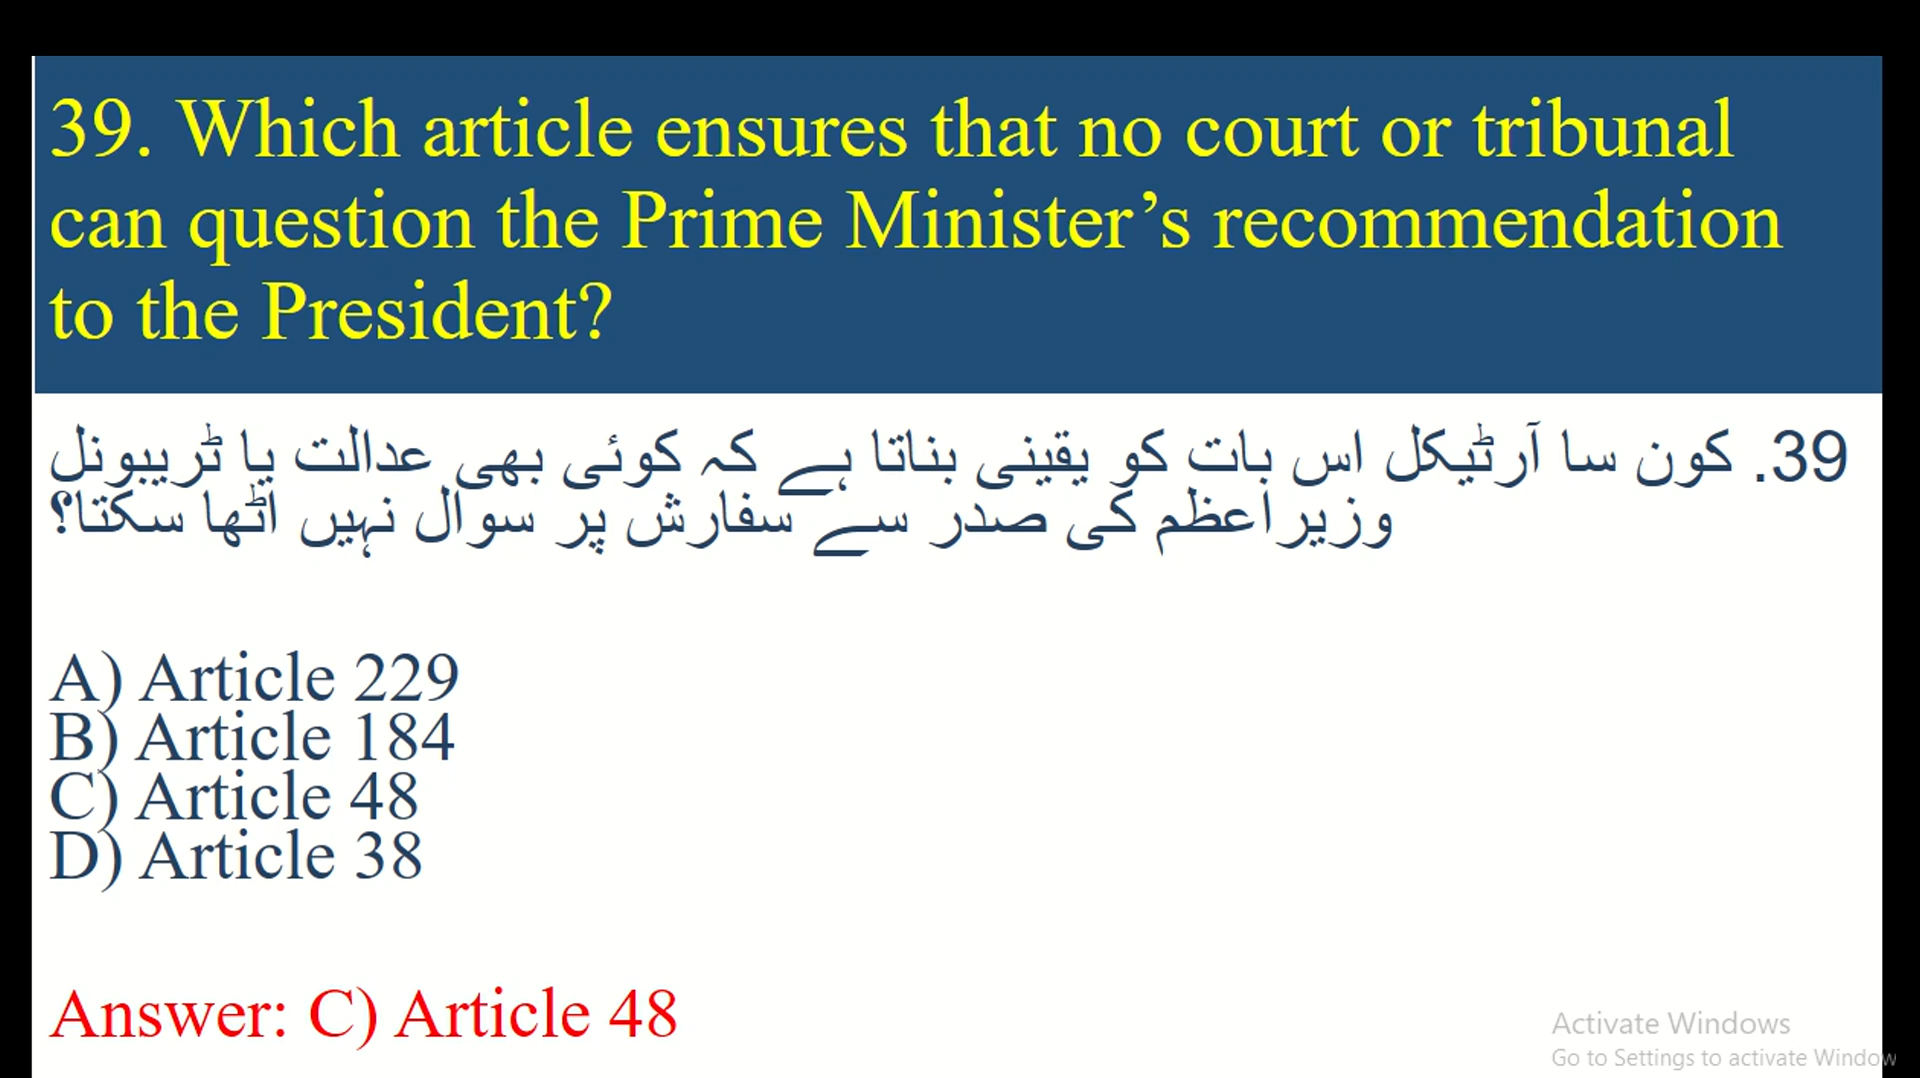 39. Which article ensures that no court or tribunal
can question the Prime Minister’s recommendation
to the President?
39. کون سا آرٹیکل اس بات کو یقینی بناتا ہے کہ کوئی بھی عدالت یا ٹریبونل
وزیراعظم کی صدر سے سفارش پر سوال نہیں اٹھا سکتا؟
A) Article 229
B) Article 184
C) Article 48
D) Article 38
Answer: C) Article 48
Activate Windows
Go to Settings to activate Window